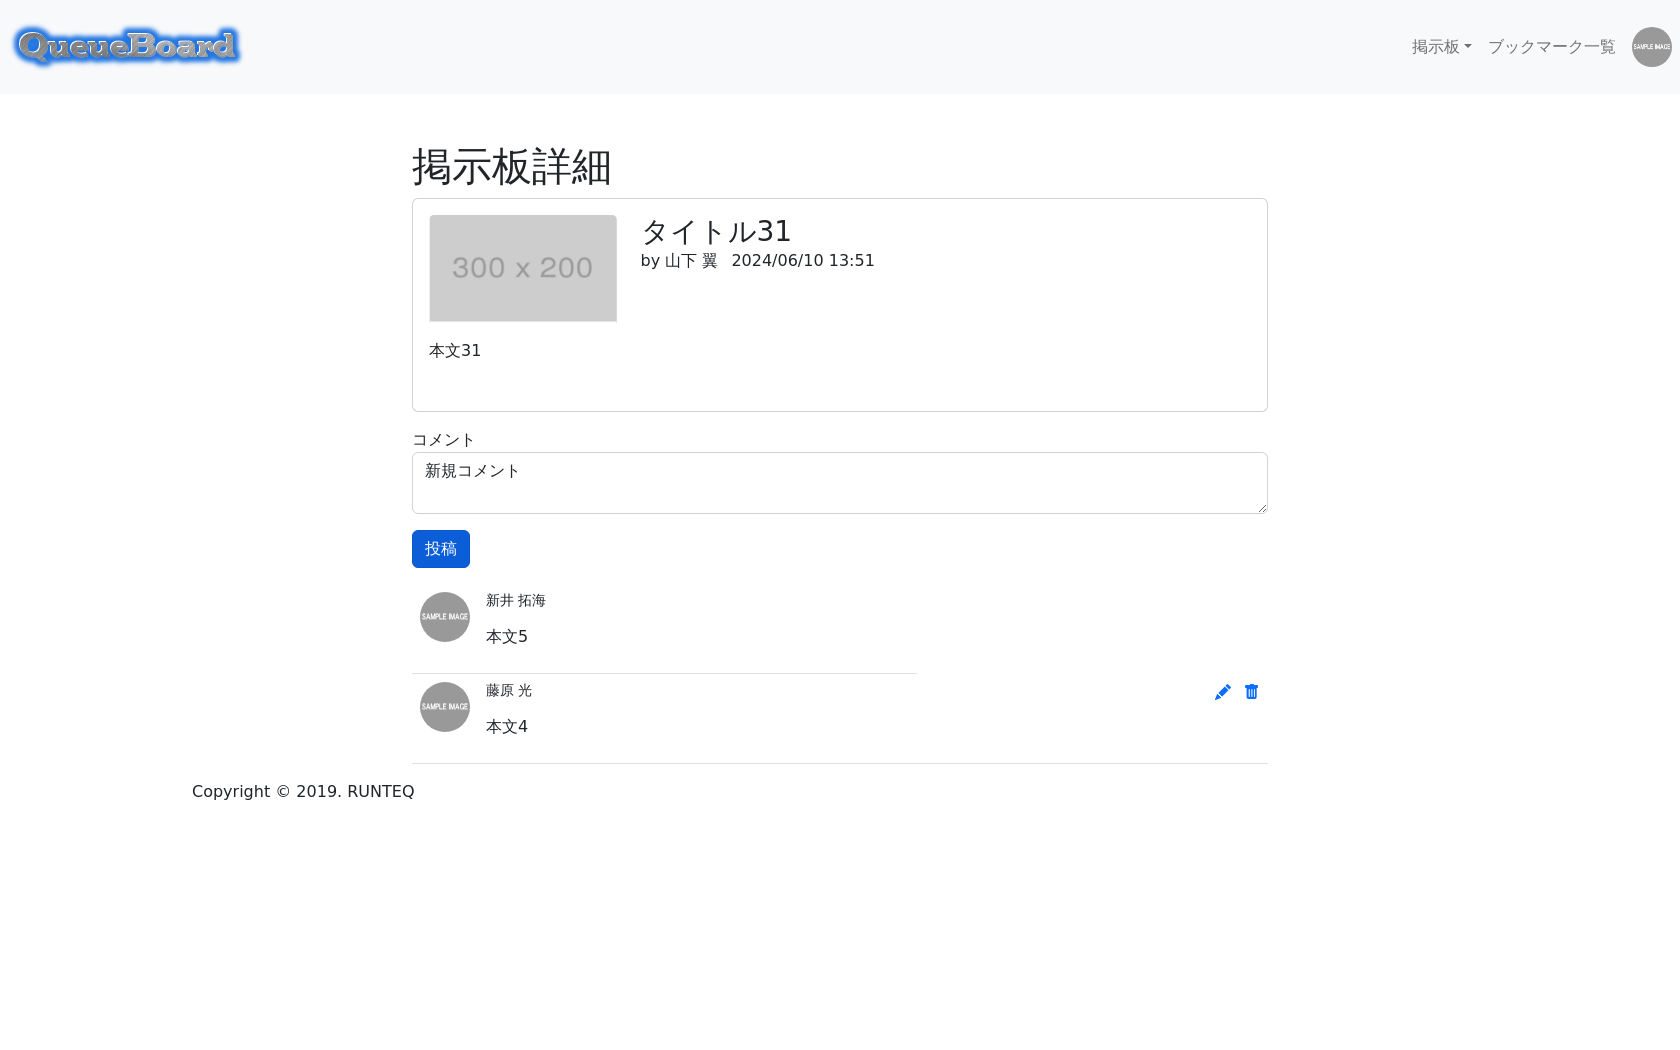 QueueBoard
掲示板 ブックマーク一覧 SAMPLE IMAGE
掲示板詳細
300 x 200
タイトル31
by 山下 翼 2024/06/10 13:51
本文31
コメント
新規コメント
投稿
SAMPLE IMAGE
新井 拓海
本文5
SAMPLE IMAGE
藤原 光
本文4
Copyright © 2019. RUNTEQ